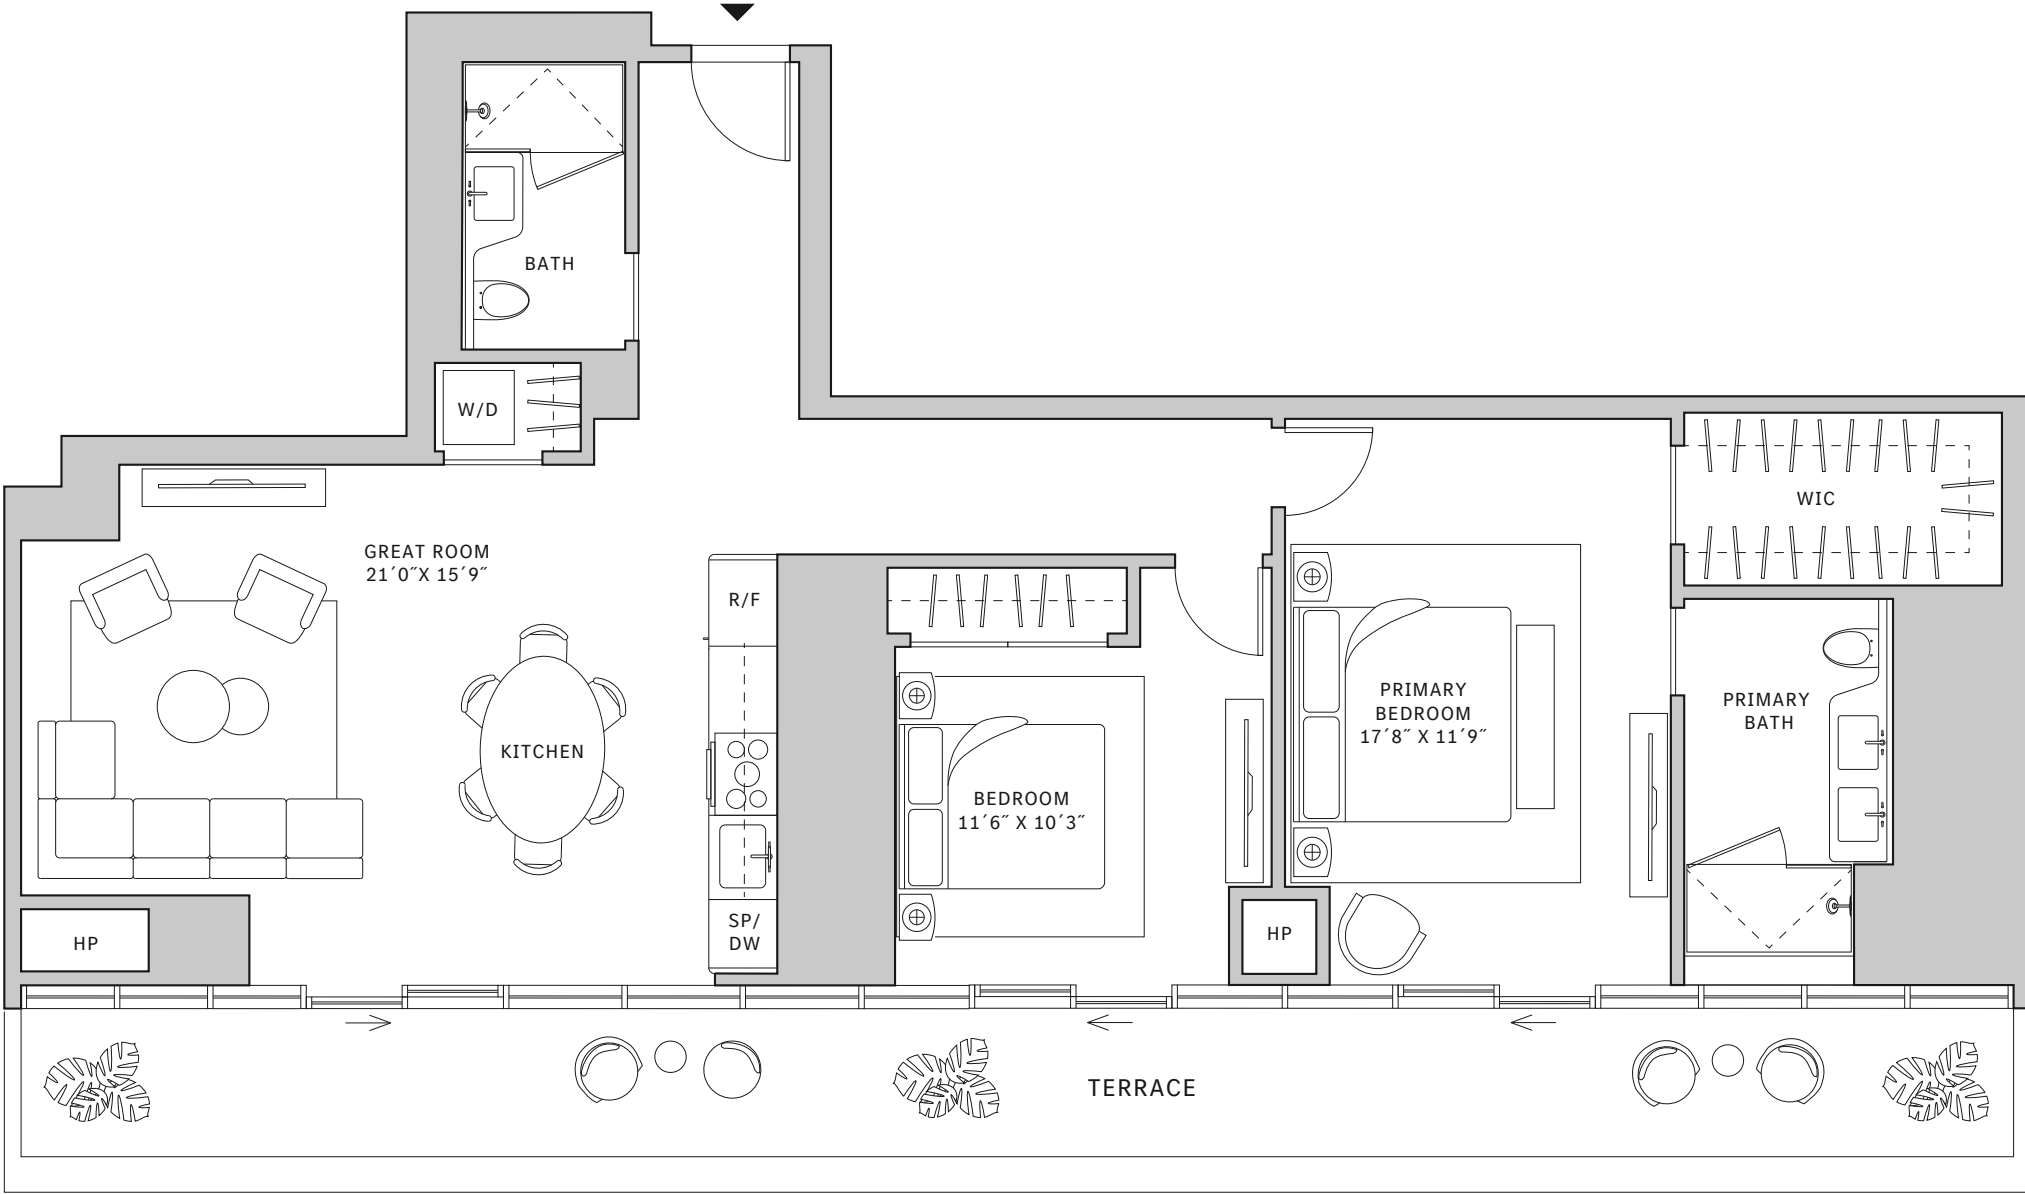 BATH
W/D
GREAT ROOM
21´0˝X 15´9˝
KITCHEN
R/F
SP/
DW
HP
BEDROOM
11´6˝ X 10´3˝
HP
PRIMARY
BEDROOM
17´8˝ X 11´9˝
WIC
PRIMARY
BATH
TERRACE